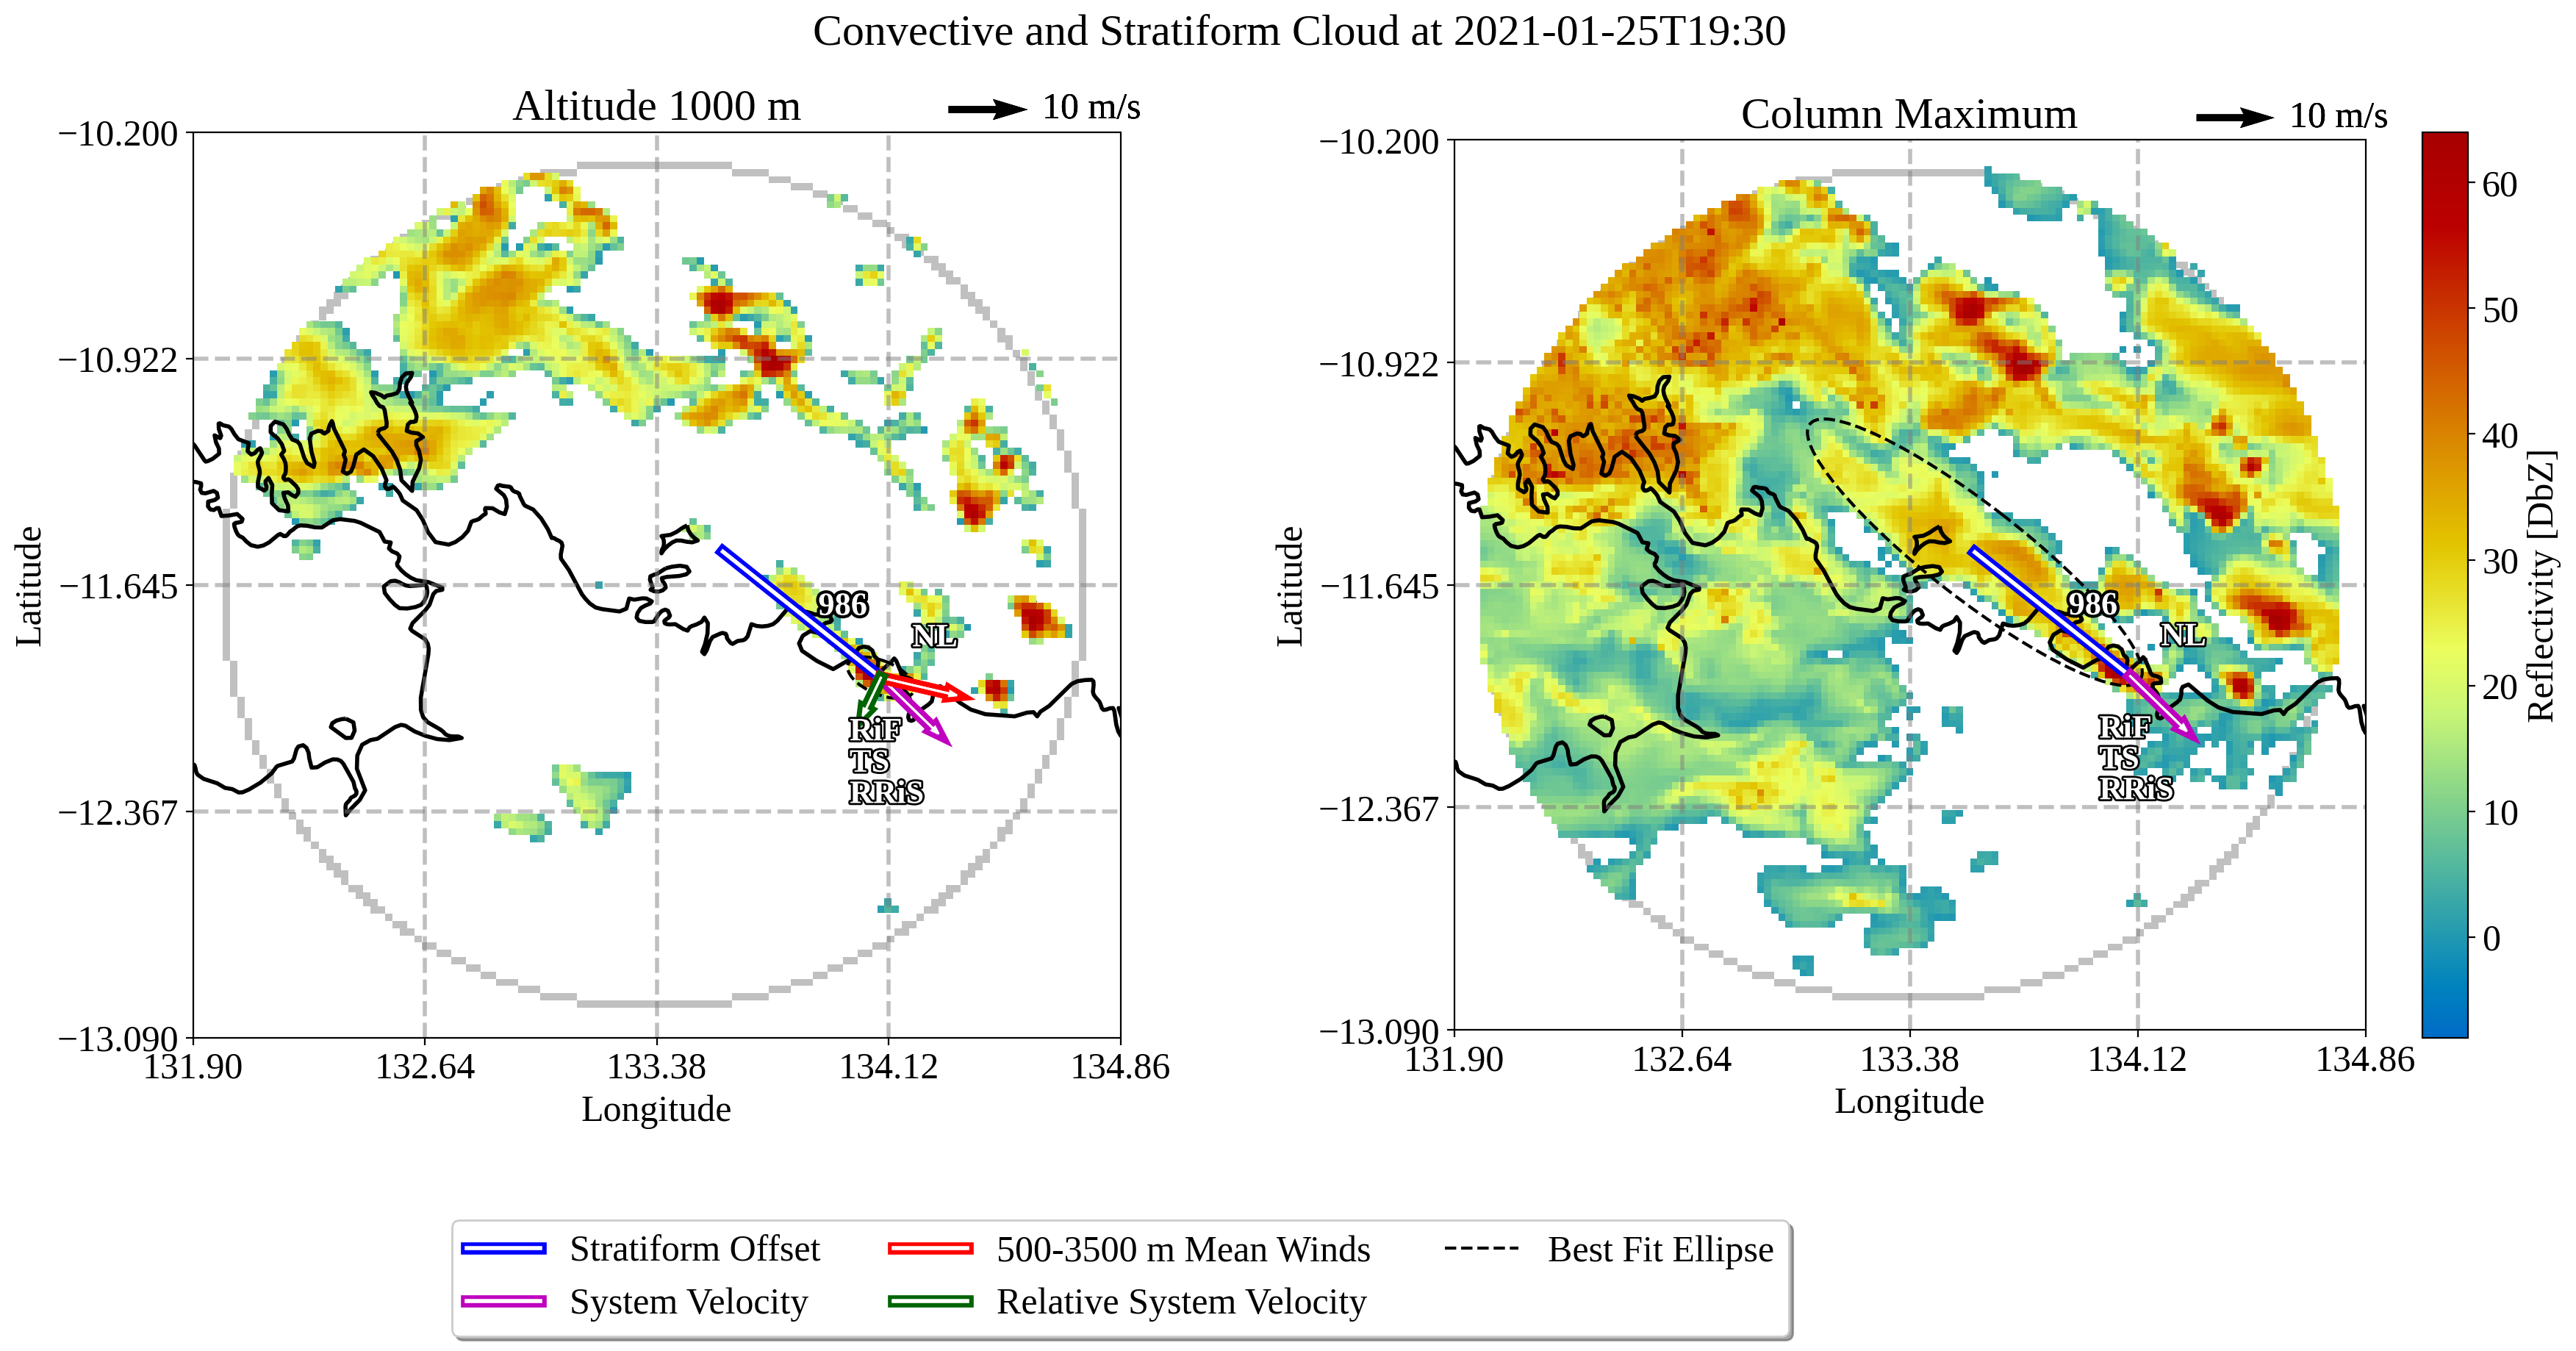 Convective and Stratiform Cloud at 2021-01-25T19:30
Altitude 1000 m
10 m/s
−10.200
−10.922
−11.645
−12.367
−13.090
Latitude
986
NL
RiF
TS
RRiS
131.90
132.64
133.38
134.12
134.86
Longitude
Column Maximum
10 m/s
−10.200
−10.922
−11.645
−12.367
−13.090
Latitude
986
NL
RiF
TS
RRiS
131.90
132.64
133.38
134.12
134.86
Longitude
60
50
40
30
20
10
0
Reflectivity [DbZ]
Stratiform Offset
System Velocity
500-3500 m Mean Winds
Relative System Velocity
Best Fit Ellipse